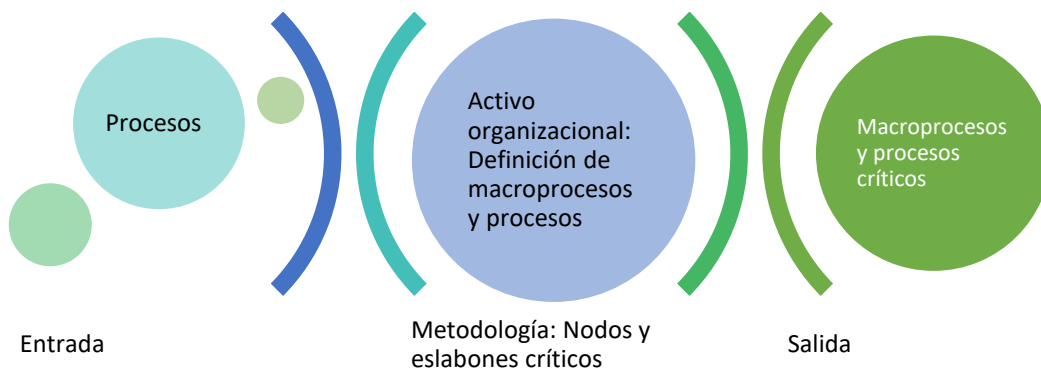 Procesos
Activo
organizacional:
Definición de
macroprocesos
y procesos
Macroprocesos
y procesos
críticos
Entrada
Metodología: Nodos y
eslabones críticos
Salida